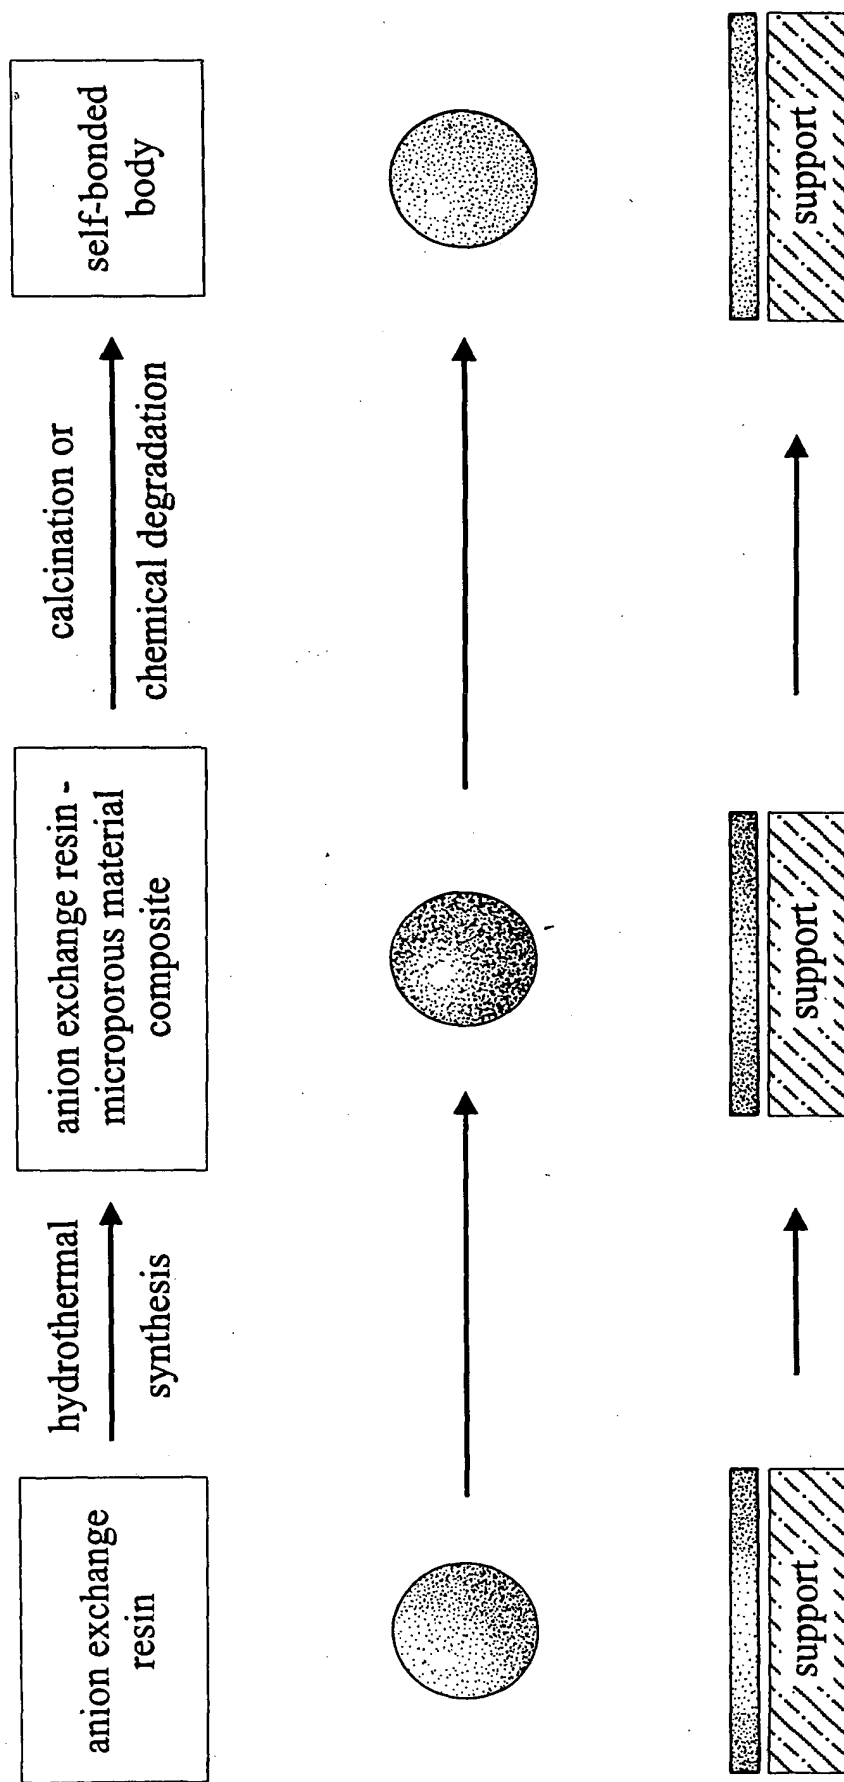 anion exchange
resin
hydrothermal
synthesis
anion exchange resin -
microporous material
composite
calcination or
chemical degradation
self-bonded
body
support
support
support